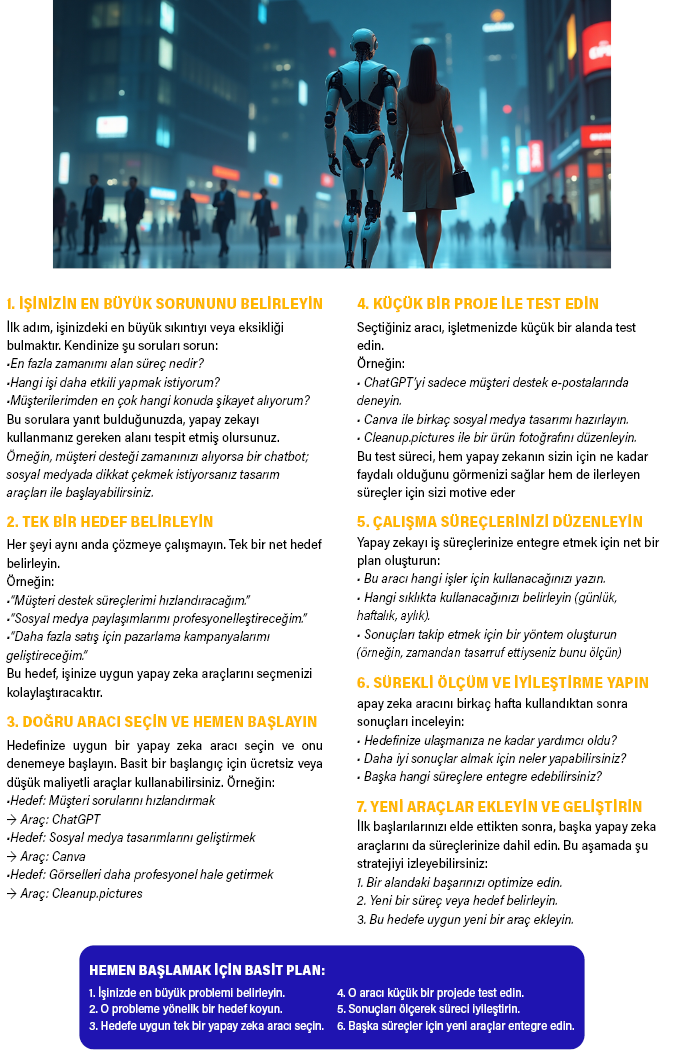 1. İŞİNİZİN EN BÜYÜK SORUNUNU BELİRLEYİN
İlk adım, işinizdeki en büyük sıkıntıyı veya eksikliği
bulmaktır. Kendinize şu soruları sorun:
•En fazla zamanımı alan süreç nedir?
•Hangi işi daha etkili yapmak istiyorum?
•Müşterilerimden en çok hangi konuda şikayet alıyorum?
Bu sorulara yanıt bulduğunuzda, yapay zekayı
kullanmanız gereken alanı tespit etmiş olursunuz.
Örneğin, müşteri desteği zamanınızı alıyorsa bir chatbot;
sosyal medyada dikkat çekmek istiyorsanız tasarım
araçları ile başlayabilirsiniz.
2. TEK BİR HEDEF BELİRLEYİN
Her şeyi aynı anda çözmeye çalışmayın. Tek bir net hedef
belirleyin.
Örneğin:
•"Müşteri destek süreçlerimi hızlandıracağım."
•"Sosyal medya paylaşımlarımı profesyonelleştireceğim."
•"Daha fazla satış için pazarlama kampanyalarımı
geliştireceğim."
Bu hedef, işinize uygun yapay zeka araçlarını seçmenizi
kolaylaştıracaktır.
3. DOĞRU ARACI SEÇİN VE HEMEN BAŞLAYIN
Hedefinize uygun bir yapay zeka aracı seçin ve onu
denemeye başlayın. Basit bir başlangıç için ücretsiz veya
düşük maliyetli araçlar kullanabilirsiniz. Örneğin:
•Hedef: Müşteri sorularını hızlandırmak
→ Araç: ChatGPT
•Hedef: Sosyal medya tasarımlarını geliştirmek
→ Araç: Canva
•Hedef: Görselleri daha profesyonel hale getirmek
→ Araç: Cleanup.pictures
4. KÜÇÜK BİR PROJE İLE TEST EDİN
Seçtiğiniz aracı, işletmenizde küçük bir alanda test
edin.
Örneğin:
• ChatGPT'yi sadece müşteri destek e-postalarında
deneyin.
• Canva ile birkaç sosyal medya tasarımı hazırlayın.
• Cleanup.pictures ile bir ürün fotoğrafını düzenleyin.
Bu test süreci, hem yapay zekanın sizin için ne kadar
faydalı olduğunu görmenizi sağlar hem de ilerleyen
süreçler için sizi motive eder
5. ÇALIŞMA SÜREÇLERİNİZİ DÜZENLEYİN
Yapay zekayı iş süreçlerinize entegre etmek için net bir
plan oluşturun:
• Bu aracı hangi işler için kullanacağınızı yazın.
• Hangi sıklıkta kullanacağınızı belirleyin (günlük,
haftalık, aylık).
• Sonuçları takip etmek için bir yöntem oluşturun
(örneğin, zamandan tasarruf ettiyseniz bunu ölçün)
6. SÜREKLİ ÖLÇÜM VE İYİLEŞTİRME YAPIN
apay zeka aracını birkaç hafta kullandıktan sonra
sonuçları inceleyin:
• Hedefinize ulaşmanıza ne kadar yardımcı oldu?
• Daha iyi sonuçlar almak için neler yapabilirsiniz?
• Başka hangi süreçlere entegre edebilirsiniz?
7. YENİ ARAÇLAR EKLEYİN VE GELİŞTİRİN
İlk başarılarınızı elde ettikten sonra, başka yapay zeka
araçlarını da süreçlerinize dahil edin. Bu aşamada şu
stratejiyi izleyebilirsiniz:
1. Bir alandaki başarınızı optimize edin.
2. Yeni bir süreç veya hedef belirleyin.
3. Bu hedefe uygun yeni bir araç ekleyin.
HEMEN BAŞLAMAK İÇİN BASİT PLAN:
1. İşinizde en büyük problemi belirleyin.
2. O probleme yönelik bir hedef koyun.
3. Hedefe uygun tek bir yapay zeka aracı seçin.
4. O aracı küçük bir projede test edin.
5. Sonuçları ölçerek süreci iyileştirin.
6. Başka süreçler için yeni araçlar entegre edin.